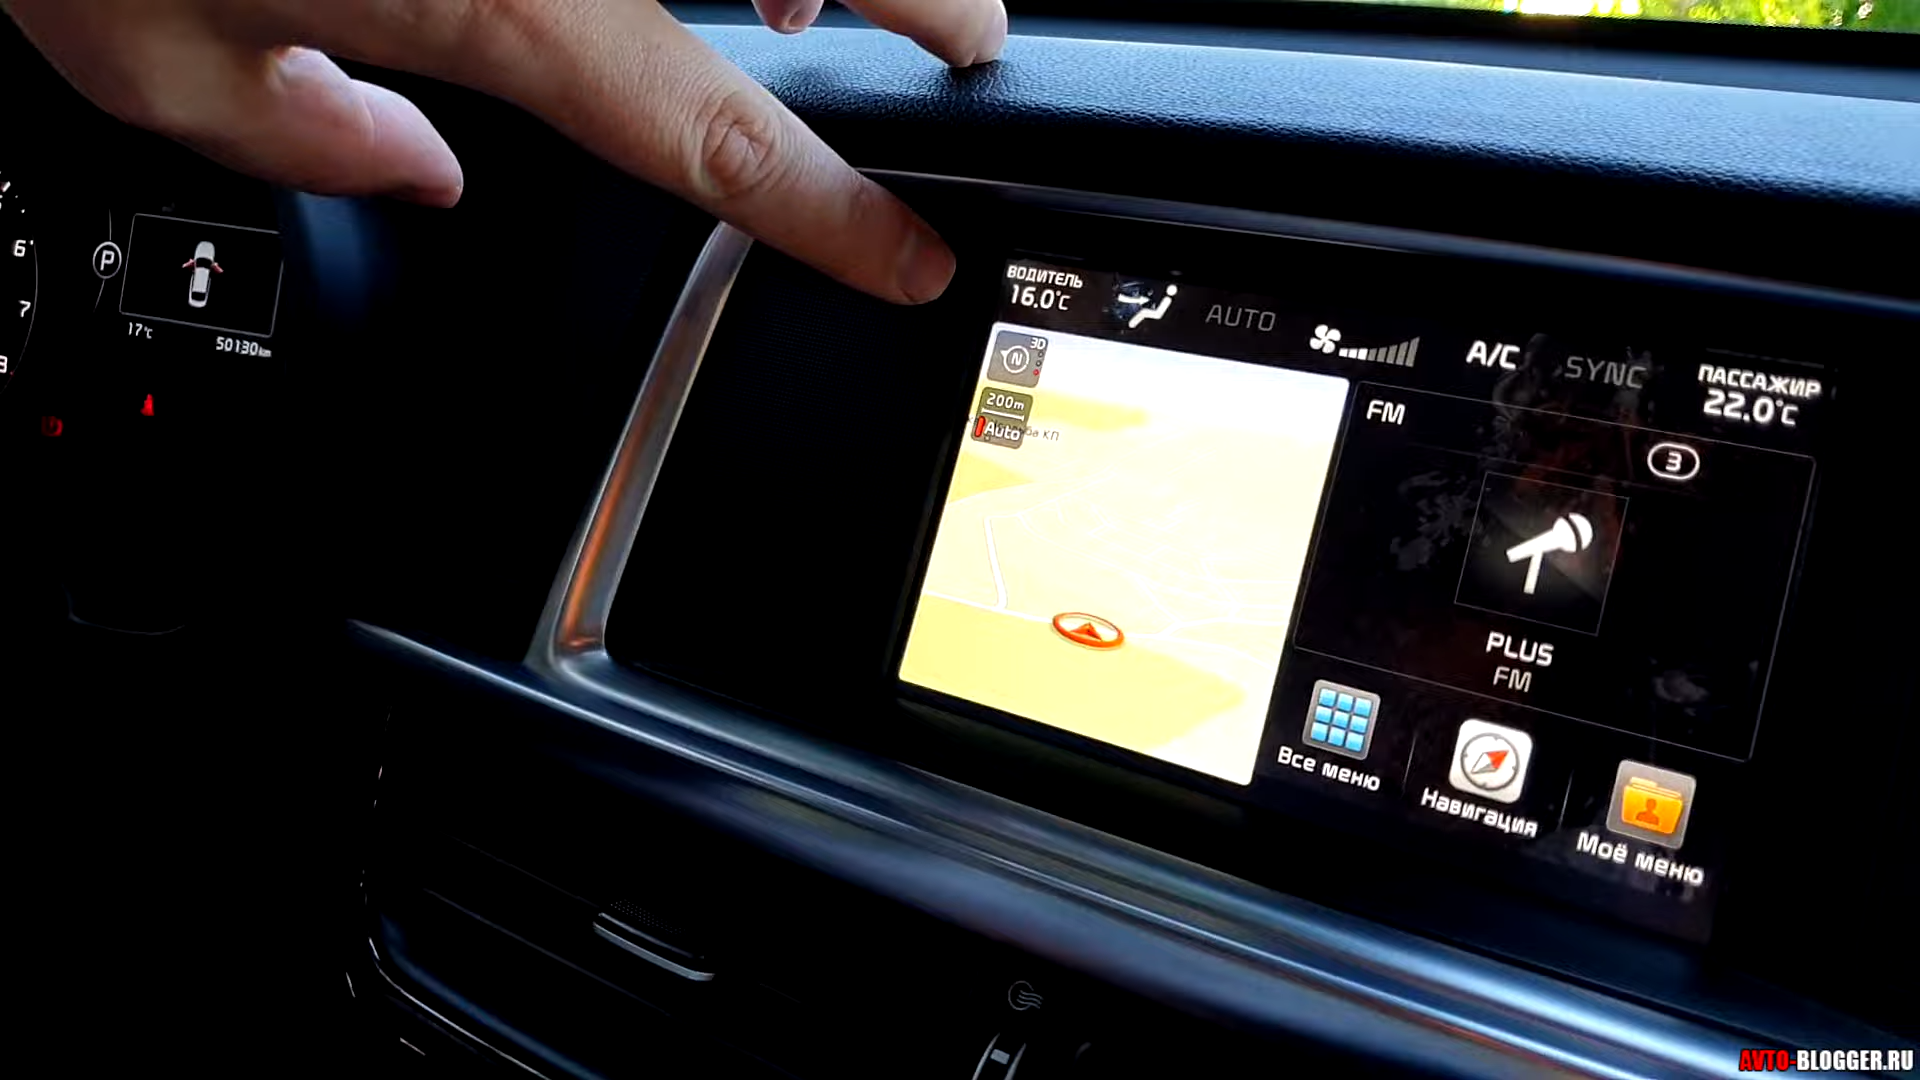 6
7
P
17°c
50130km
ВОДИТЕЛЬ
16.0°c
AUTO
A/C
SYNC
ПАССАЖИР
22.0°c
3D
N
200m
Auto
КП
FM
3
PLUS
FM
Все меню
Навигация
Моё меню
AVTO-BLOGGER.RU